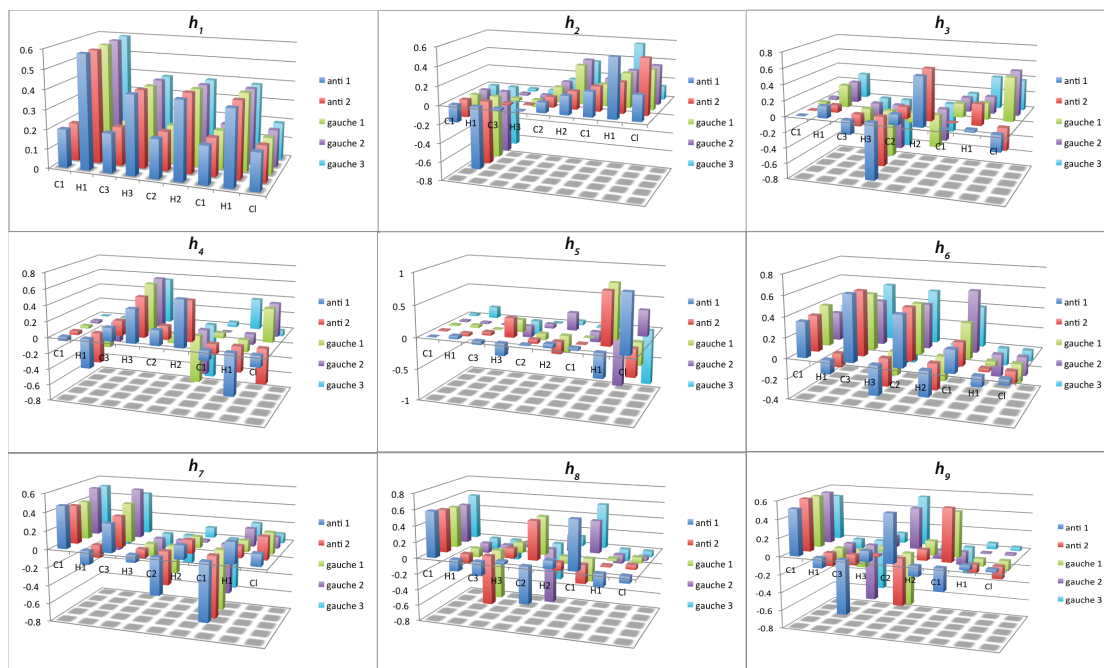 h1
0.6
0.5
0.4
0.3
0.2
0.1
0
C1 H1 C3 H3 C2 H2 C1 H1 Cl
anti 1
anti 2
gauche 1
gauche 2
gauche 3
h2
0.6
0.4
0.2
0
-0.2
-0.4
-0.6
-0.8
C1 H1 C3 H3 C2 H2 C1 H1 Cl
anti 1
anti 2
gauche 1
gauche 2
gauche 3
h3
0.8
0.6
0.4
0.2
0
-0.2
-0.4
-0.6
-0.8
C1 H1 C3 H3 C2 H2 C1 H1 Cl
anti 1
anti 2
gauche 1
gauche 2
gauche 3
h4
0.8
0.6
0.4
0.2
0
-0.2
-0.4
-0.6
-0.8
C1 H1 C3 H3 C2 H2 C1 H1 Cl
anti 1
anti 2
gauche 1
gauche 2
gauche 3
h5
1
0.5
0
-0.5
-1
C1 H1 C3 H3 C2 H2 C1 H1 Cl
anti 1
anti 2
gauche 1
gauche 2
gauche 3
h6
0.8
0.6
0.4
0.2
0
-0.2
-0.4
C1 H1 C3 H3 C2 H2 C1 H1 Cl
anti 1
anti 2
gauche 1
gauche 2
gauche 3
h7
0.6
0.4
0.2
0
-0.2
-0.4
-0.6
-0.8
C1 H1 C3 H3 C2 H2 C1 H1 Cl
anti 1
anti 2
gauche 1
gauche 2
gauche 3
h8
0.8
0.6
0.4
0.2
0
-0.2
-0.4
-0.6
-0.8
C1 H1 C3 H3 C2 H2 C1 H1 Cl
anti 1
anti 2
gauche 1
gauche 2
gauche 3
h9
0.6
0.4
0.2
0
-0.2
-0.4
-0.6
-0.8
C1 H1 C3 H3 C2 H2 C1 H1 Cl
anti 1
anti 2
gauche 1
gauche 2
gauche 3